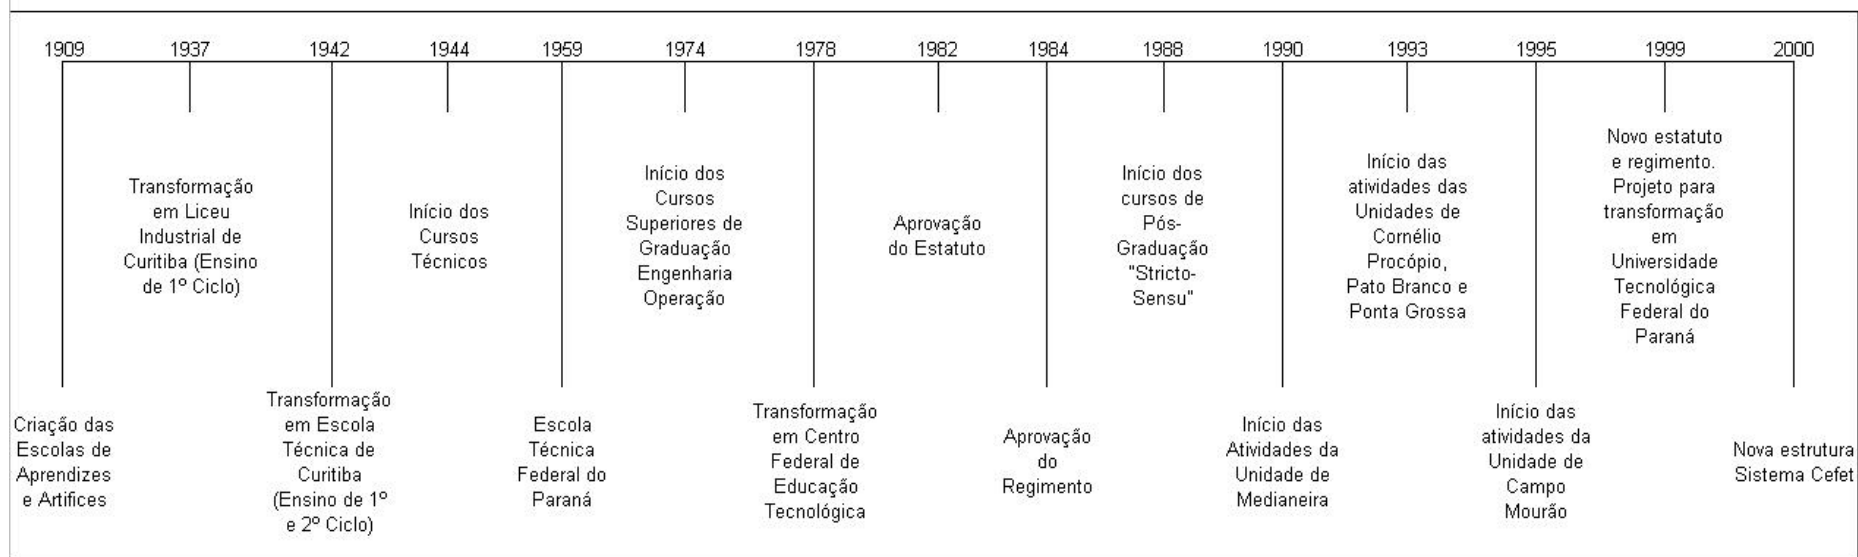 1909 1937 1942 1944 1959 1974 1978 1982 1984 1988 1990 1993 1995 1999 2000
Criação das
Escolas de
Aprendizes
e Artifices
Transformação
em Liceu
Industrial de
Curitiba (Ensino
de 1º Ciclo)
Transformação
em Escola
Técnica de
Curitiba
(Ensino de 1º
e 2º Ciclo)
Início dos
Cursos
Técnicos
Escola
Técnica
Federal do
Paraná
Início dos
Cursos
Superiores de
Graduação
Engenharia
Operação
Transformação
em Centro
Federal de
Educação
Tecnológica
Aprovação
do Estatuto
Aprovação
do
Regimento
Início dos
cursos de
Pós-
Graduação
"Stricto-
Sensu"
Início das
Atividades da
Unidade de
Medianeira
Início das
atividades das
Unidades de
Cornélio
Procópio,
Pato Branco e
Ponta Grossa
Início das
atividades da
Unidade de
Campo
Mourão
Novo estatuto
e regimento.
Projeto para
transformação
em
Universidade
Tecnológica
Federal do
Paraná
Nova estrutura
Sistema Cefet